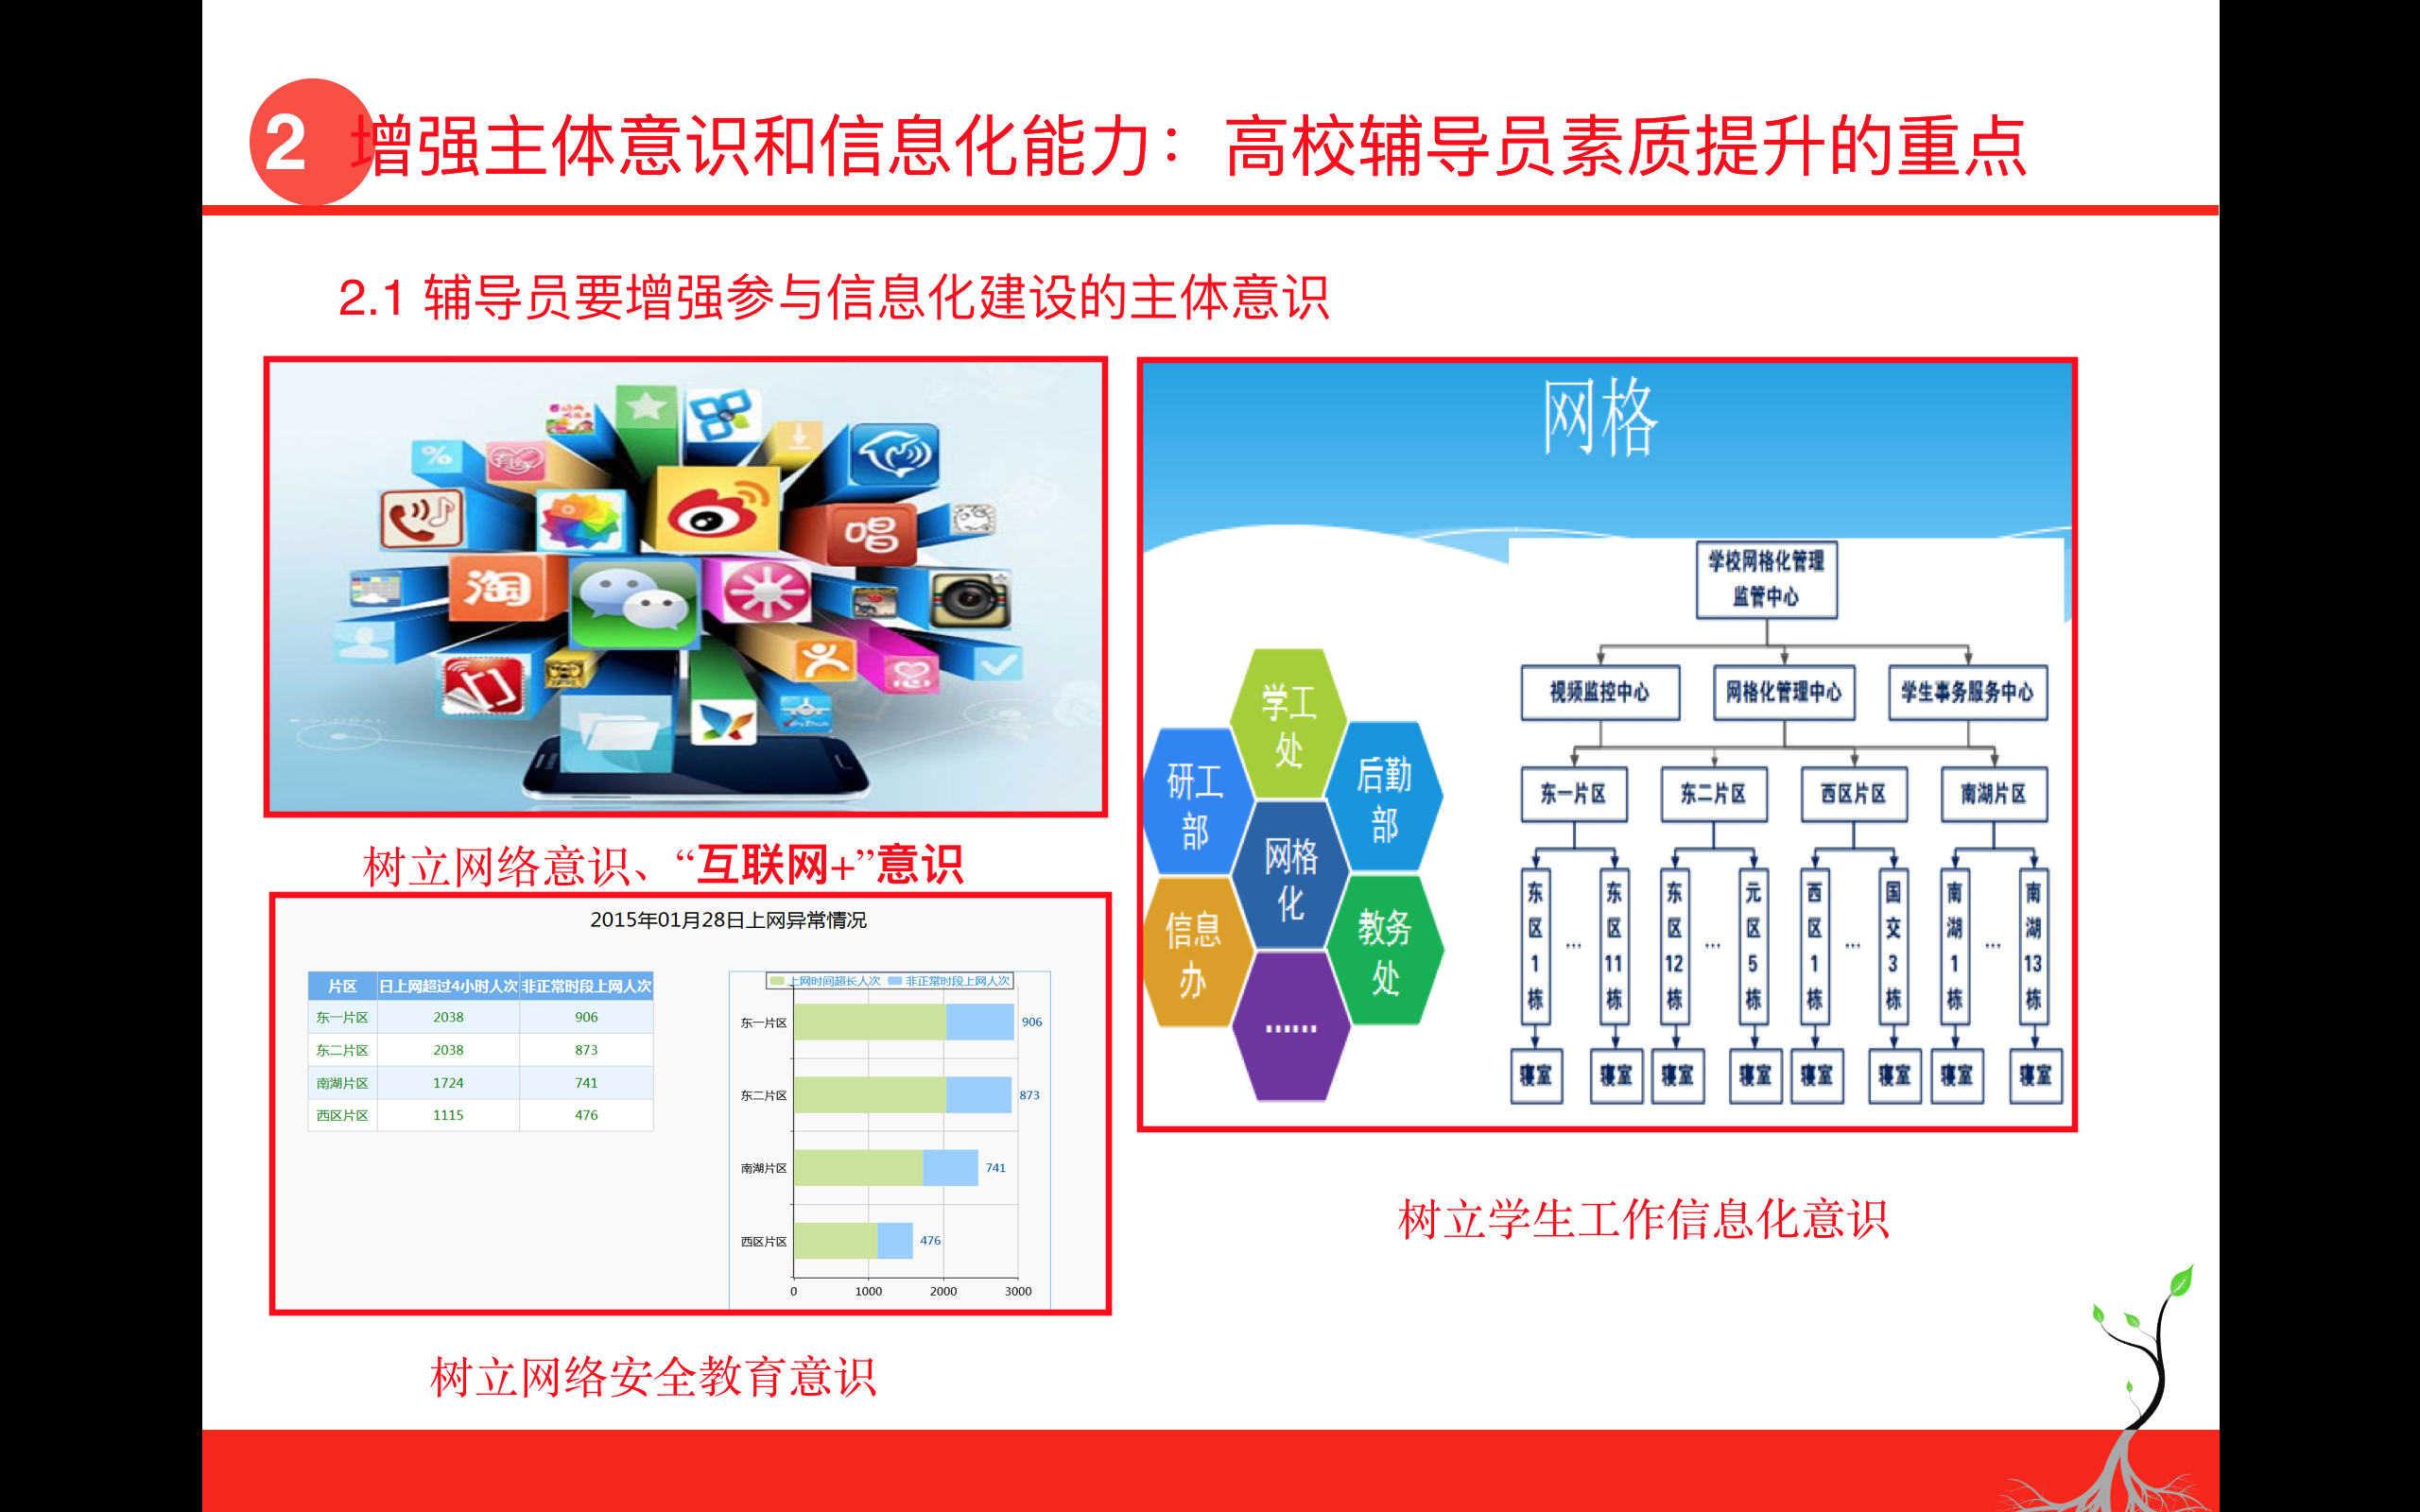 2 增强主体意识和信息化能力：高校辅导员素质提升的重点
2.1 辅导员要增强参与信息化建设的主体意识
%
唱
淘
树立网络意识、“互联网+”意识
2015年01月28日上网异常情况
片区 日上网超过4小时人次 非正常时段上网人次
东一片区 2038 906
东二片区 2038 873
南湖片区 1724 741
西区片区 1115 476
上网时间超长人次 非正常时段上网人次
东一片区 906
东二片区 873
南湖片区 741
西区片区 476
0 1000 2000 3000
树立网络安全教育意识
网格
学工处
研工部
后勤部
网格化
信息办
教务处
……
学校网格化管理
监管中心
视频监控中心 网格化管理中心 学生事务服务中心
东一片区 东二片区 西区片区 南湖片区
东区1栋 … 东区11栋 东区12栋 … 元区5栋 西区1栋 … 国交3栋 南湖1栋 … 南湖13栋
寝室 寝室 寝室 寝室 寝室 寝室 寝室 寝室
树立学生工作信息化意识